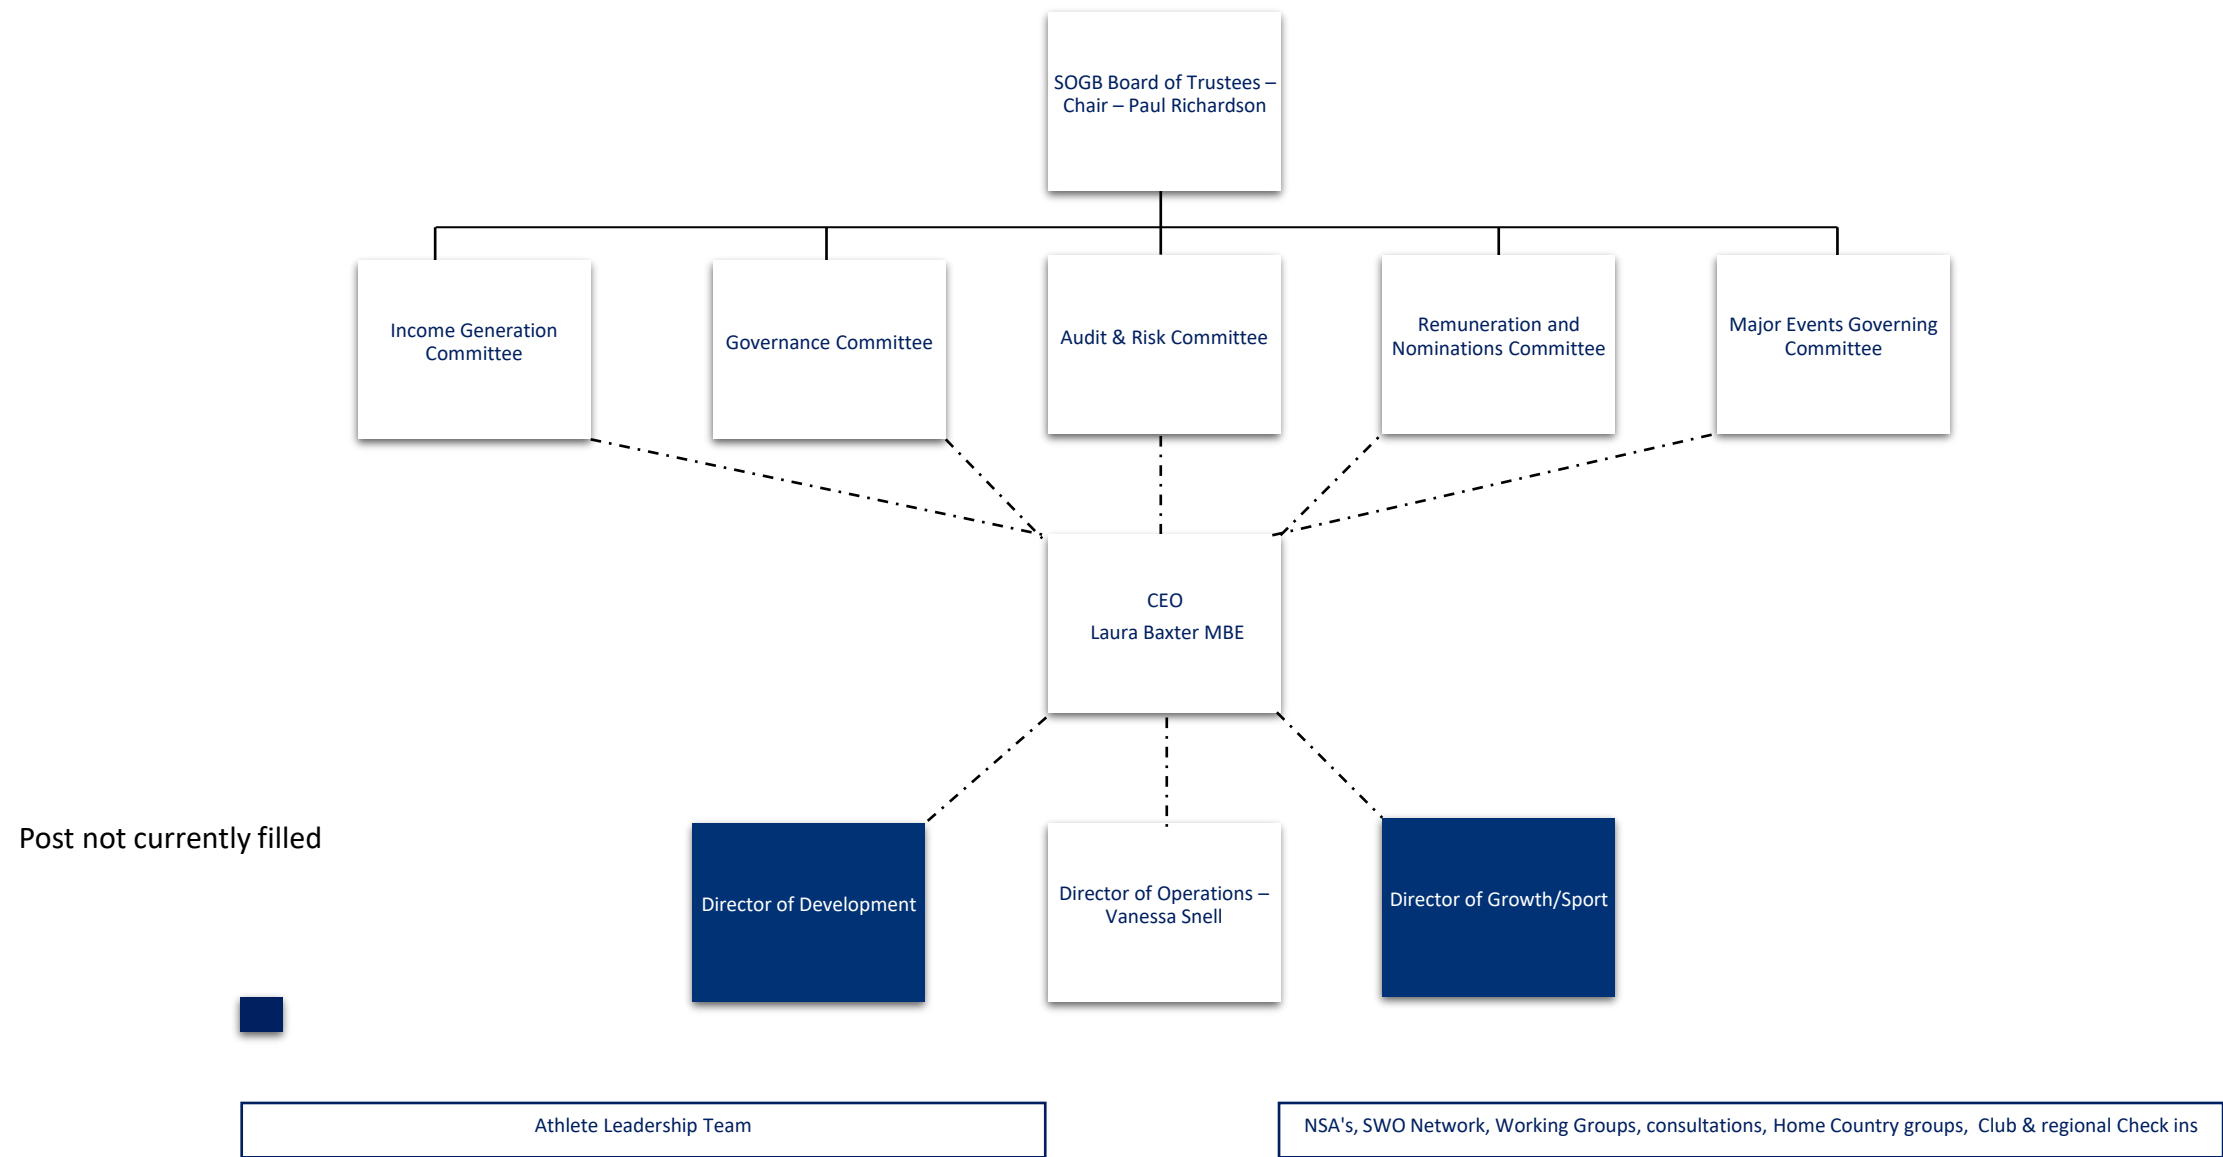 SOGB Board of Trustees –
Chair – Paul Richardson
Income Generation
Committee
Governance Committee
Audit & Risk Committee
Remuneration and
Nominations Committee
Major Events Governing
Committee
CEO
Laura Baxter MBE
Post not currently filled
Director of Development
Director of Operations –
Vanessa Snell
Director of Growth/Sport
Athlete Leadership Team
NSA's, SWO Network, Working Groups, consultations, Home Country groups, Club & regional Check ins